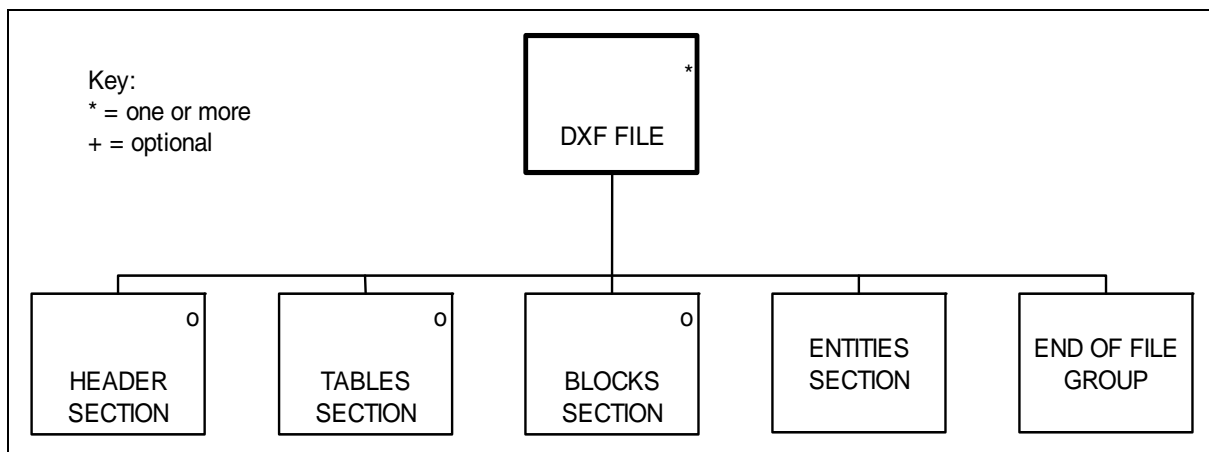 Key:
* = one or more
+ = optional
*
DXF FILE
o
HEADER
SECTION
o
TABLES
SECTION
o
BLOCKS
SECTION
ENTITIES
SECTION
END OF FILE
GROUP